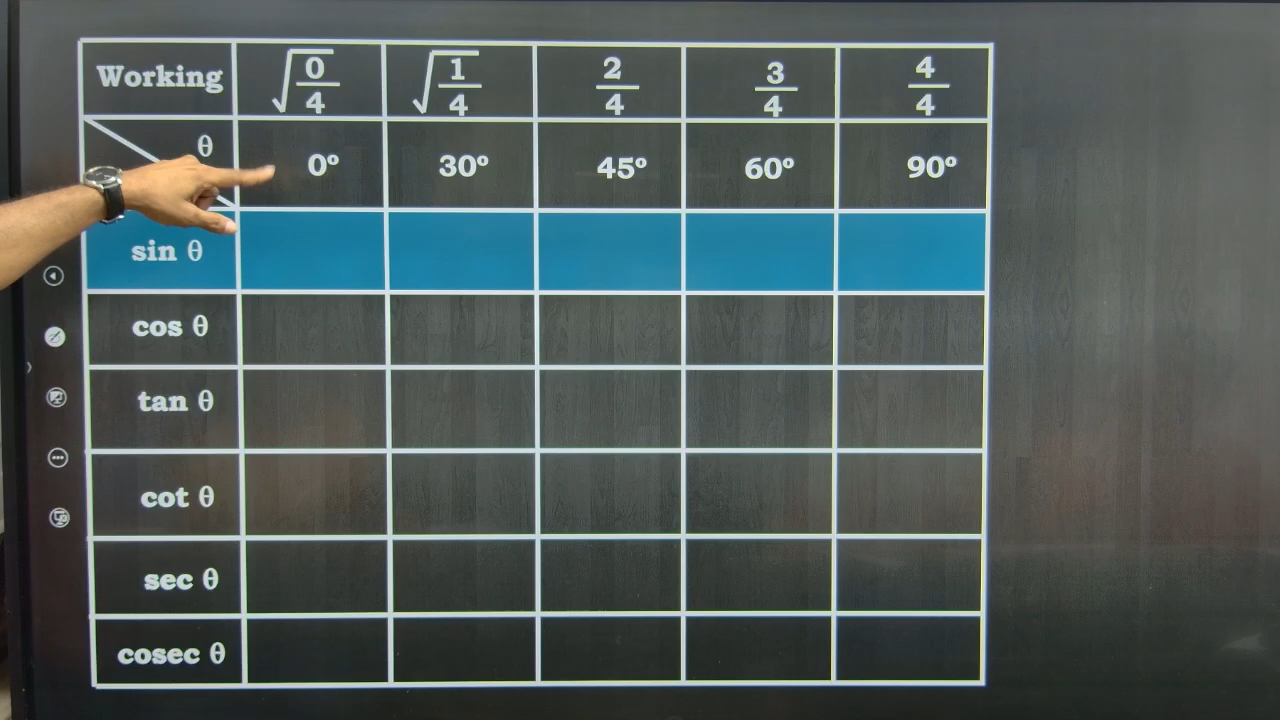 Working √0/4 √1/4 2/4 3/4 4/4
θ 0º 30º 45º 60º 90º
sin θ
cos θ
tan θ
cot θ
sec θ
cosec θ